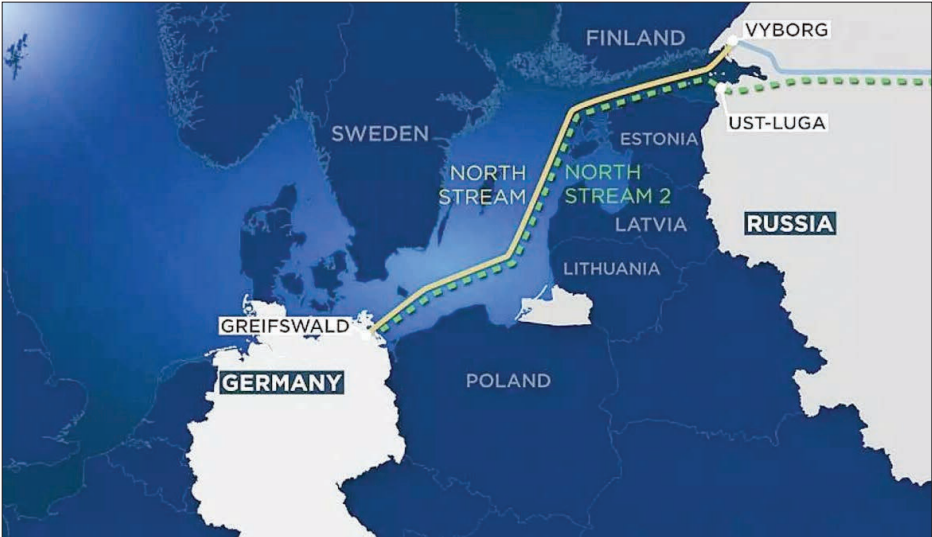 VYBORG
FINLAND
UST-LUGA
SWEDEN
ESTONIA
NORTH
STREAM
NORTH
STREAM 2
LATVIA
RUSSIA
LITHUANIA
GREIFSWALD
GERMANY
POLAND